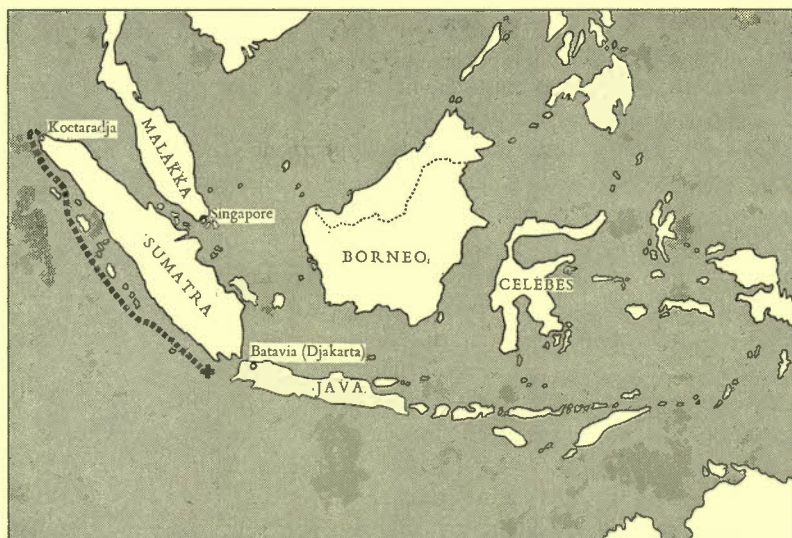 Koetaradja
MALAKKA
Singapore
SUMATRA
BORNEO
CELEBES
Batavia (Djakarta)
JAVA